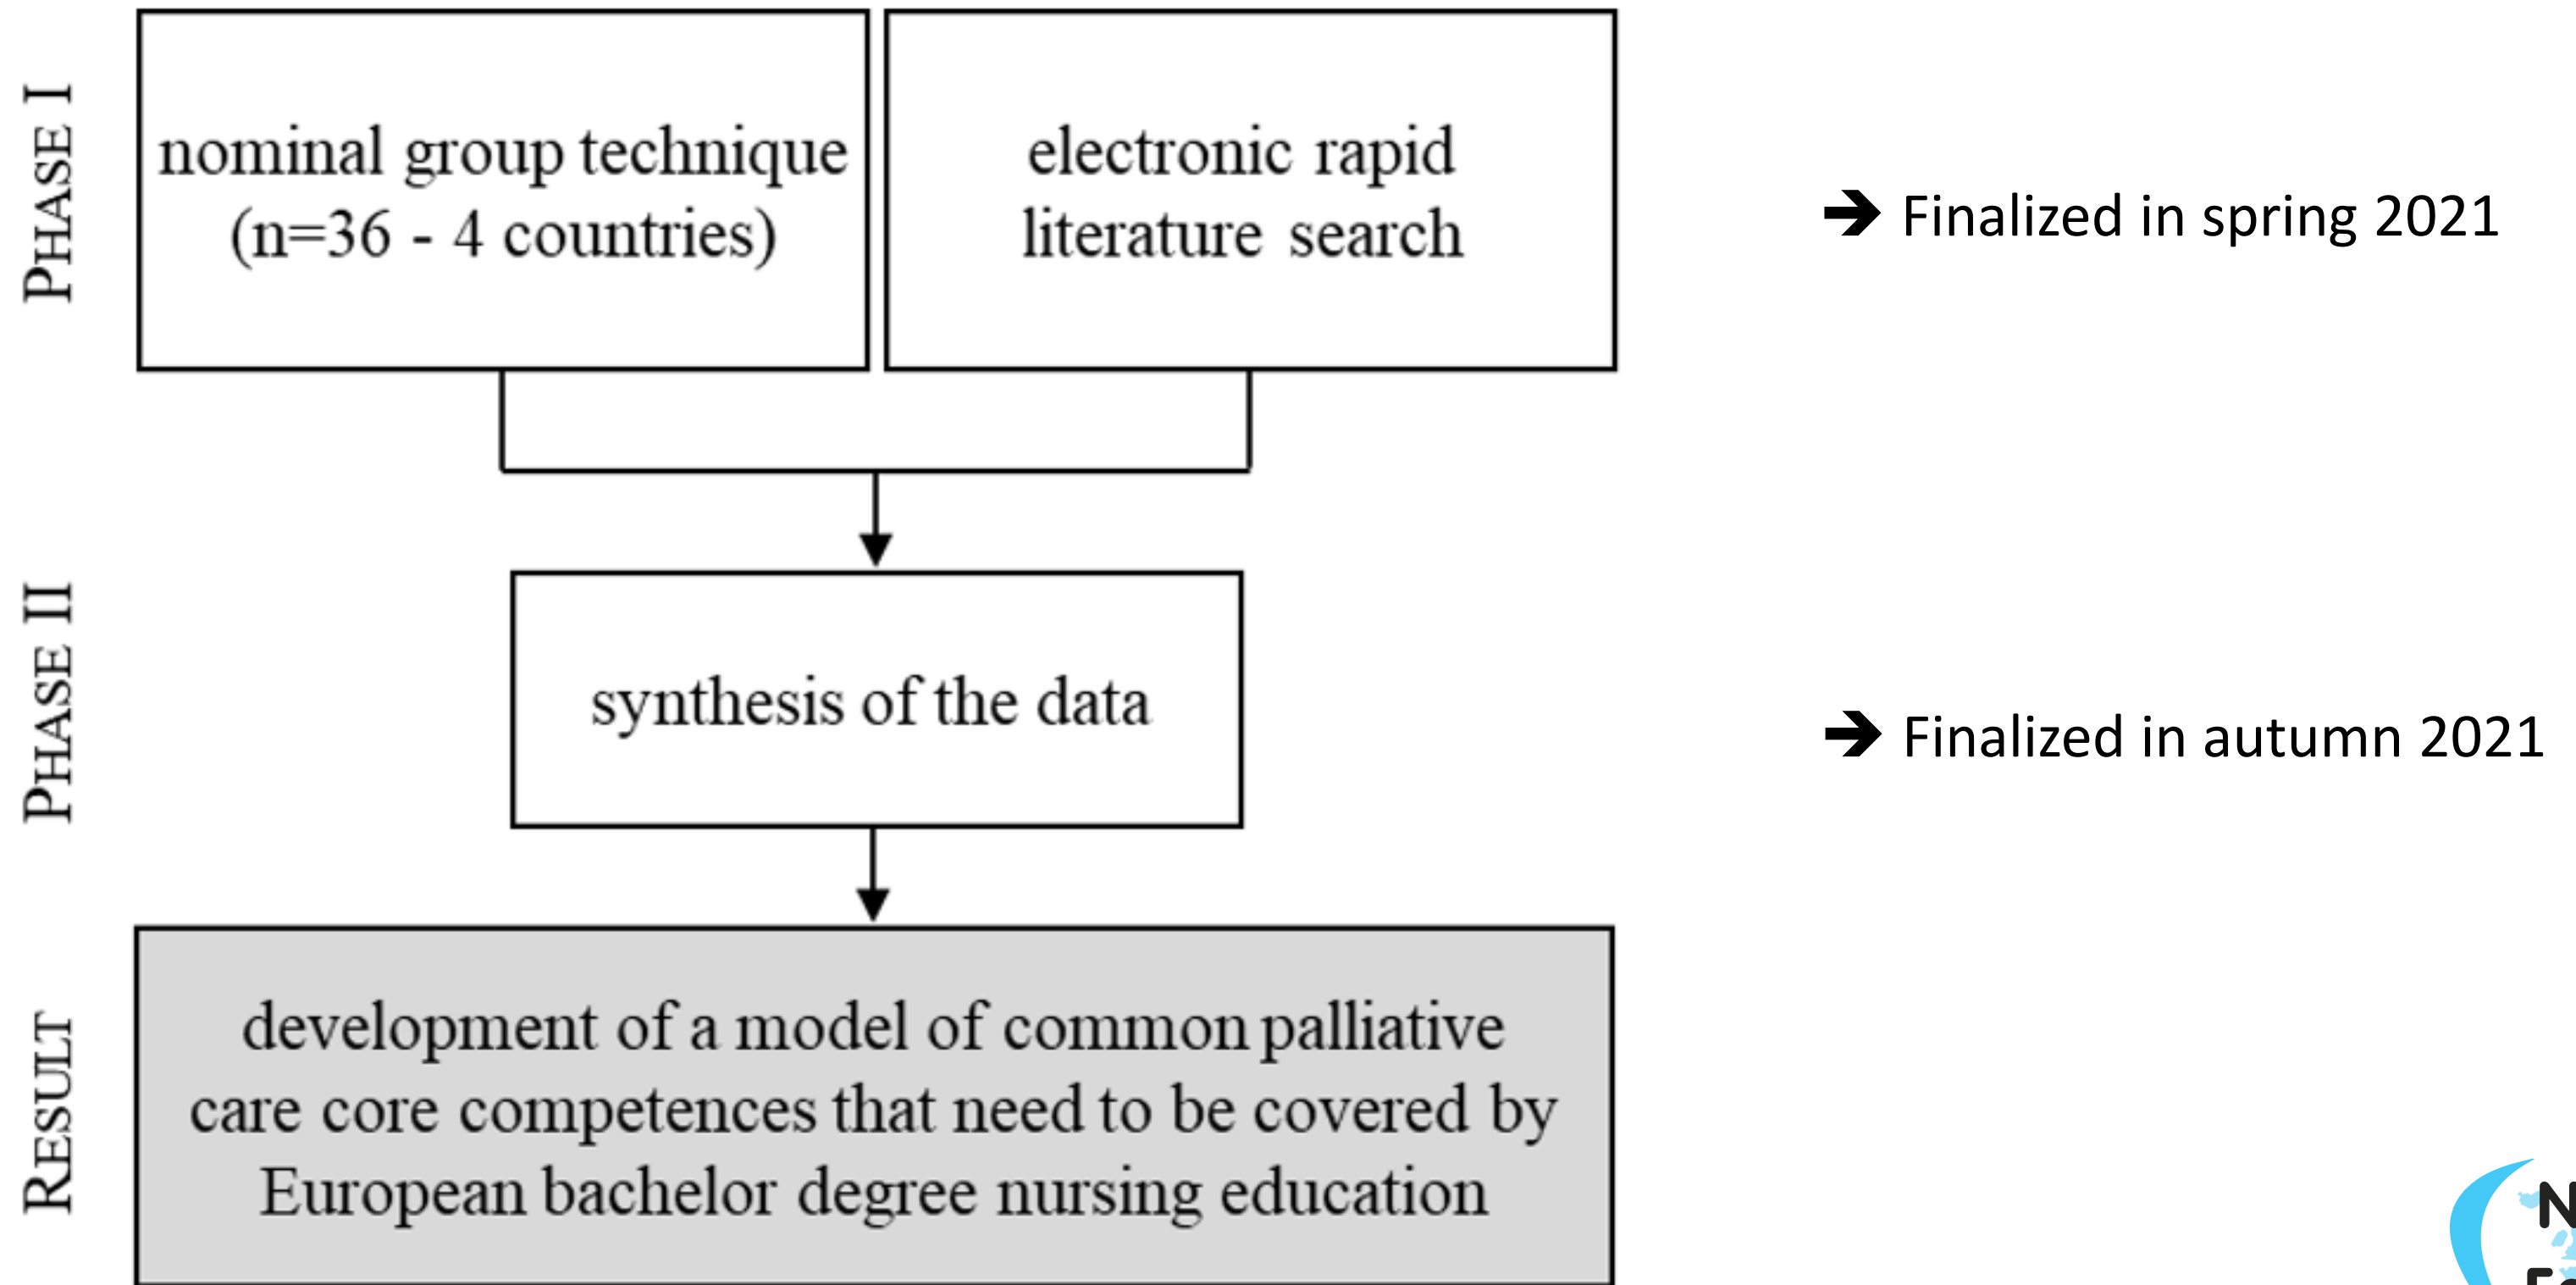 PHASE I
nominal group technique
(n=36 - 4 countries)
electronic rapid
literature search
➔ Finalized in spring 2021
PHASE II
synthesis of the data
➔ Finalized in autumn 2021
RESULT
development of a model of common palliative
care core competences that need to be covered by
European bachelor degree nursing education